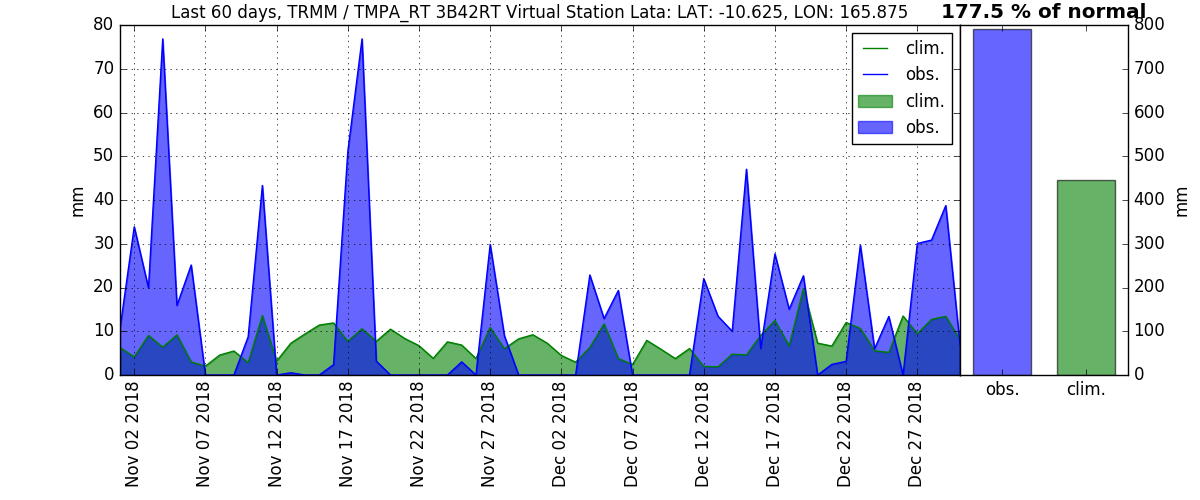 Last 60 days, TRMM / TMPA_RT 3B42RT Virtual Station Lata: LAT: -10.625, LON: 165.875
177.5 % of normal
80
70
60
50
40
30
20
10
0
mm
clim.
obs.
clim.
obs.
800
700
600
500
400
300
200
100
0
mm
obs.
clim.
Nov 02 2018
Nov 07 2018
Nov 12 2018
Nov 17 2018
Nov 22 2018
Nov 27 2018
Dec 02 2018
Dec 07 2018
Dec 12 2018
Dec 17 2018
Dec 22 2018
Dec 27 2018